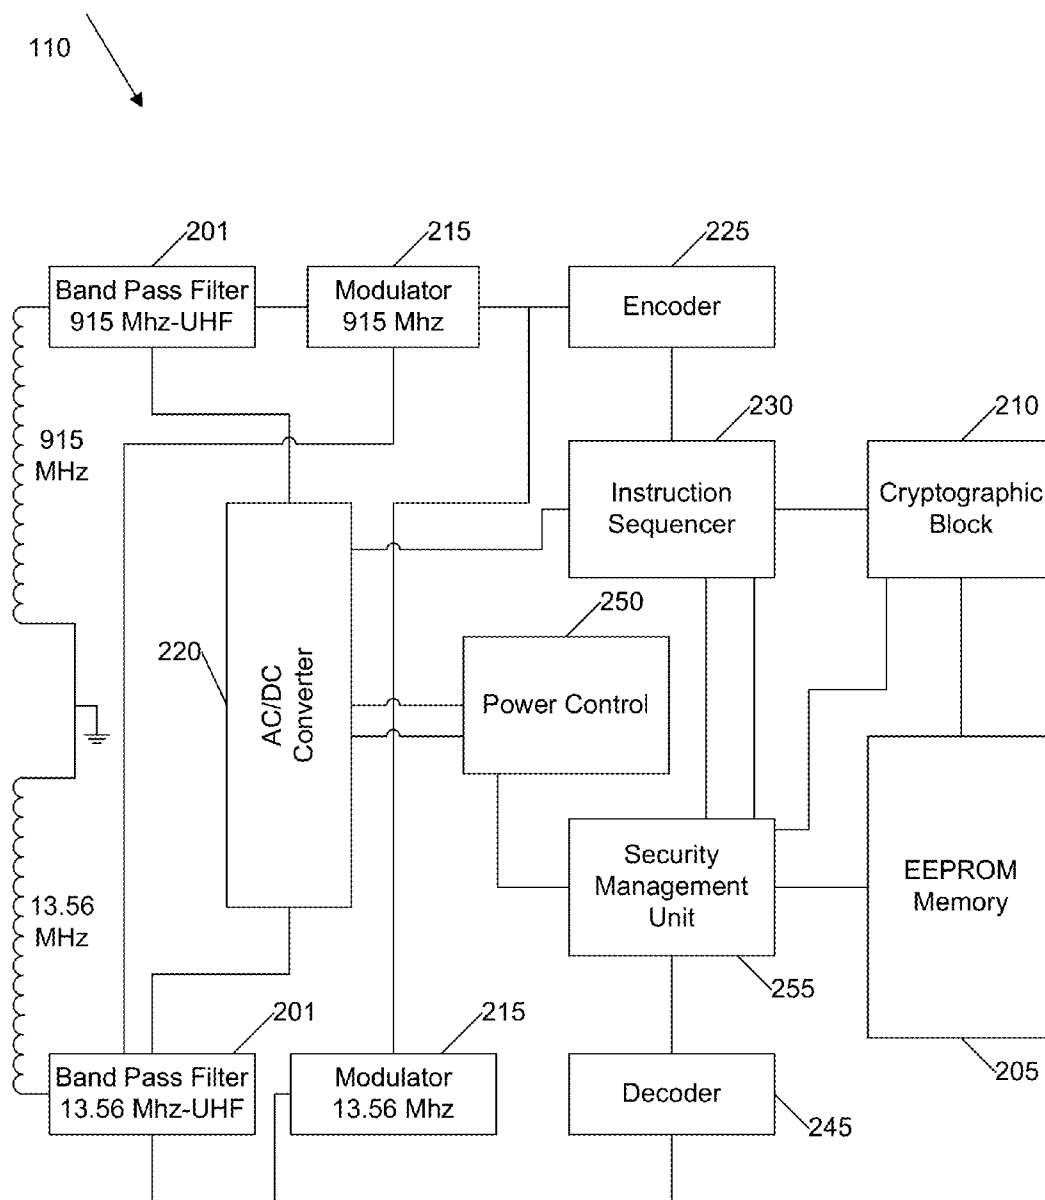 110
201
215
225
Band Pass Filter
915 Mhz-UHF
Modulator
915 Mhz
Encoder
230
210
915
MHz
Instruction
Sequencer
Cryptographic
Block
250
220
AC/DC
Converter
Power Control
Security
Management
Unit
EEPROM
Memory
13.56
MHz
255
201
215
205
Band Pass Filter
13.56 Mhz-UHF
Modulator
13.56 Mhz
Decoder
245